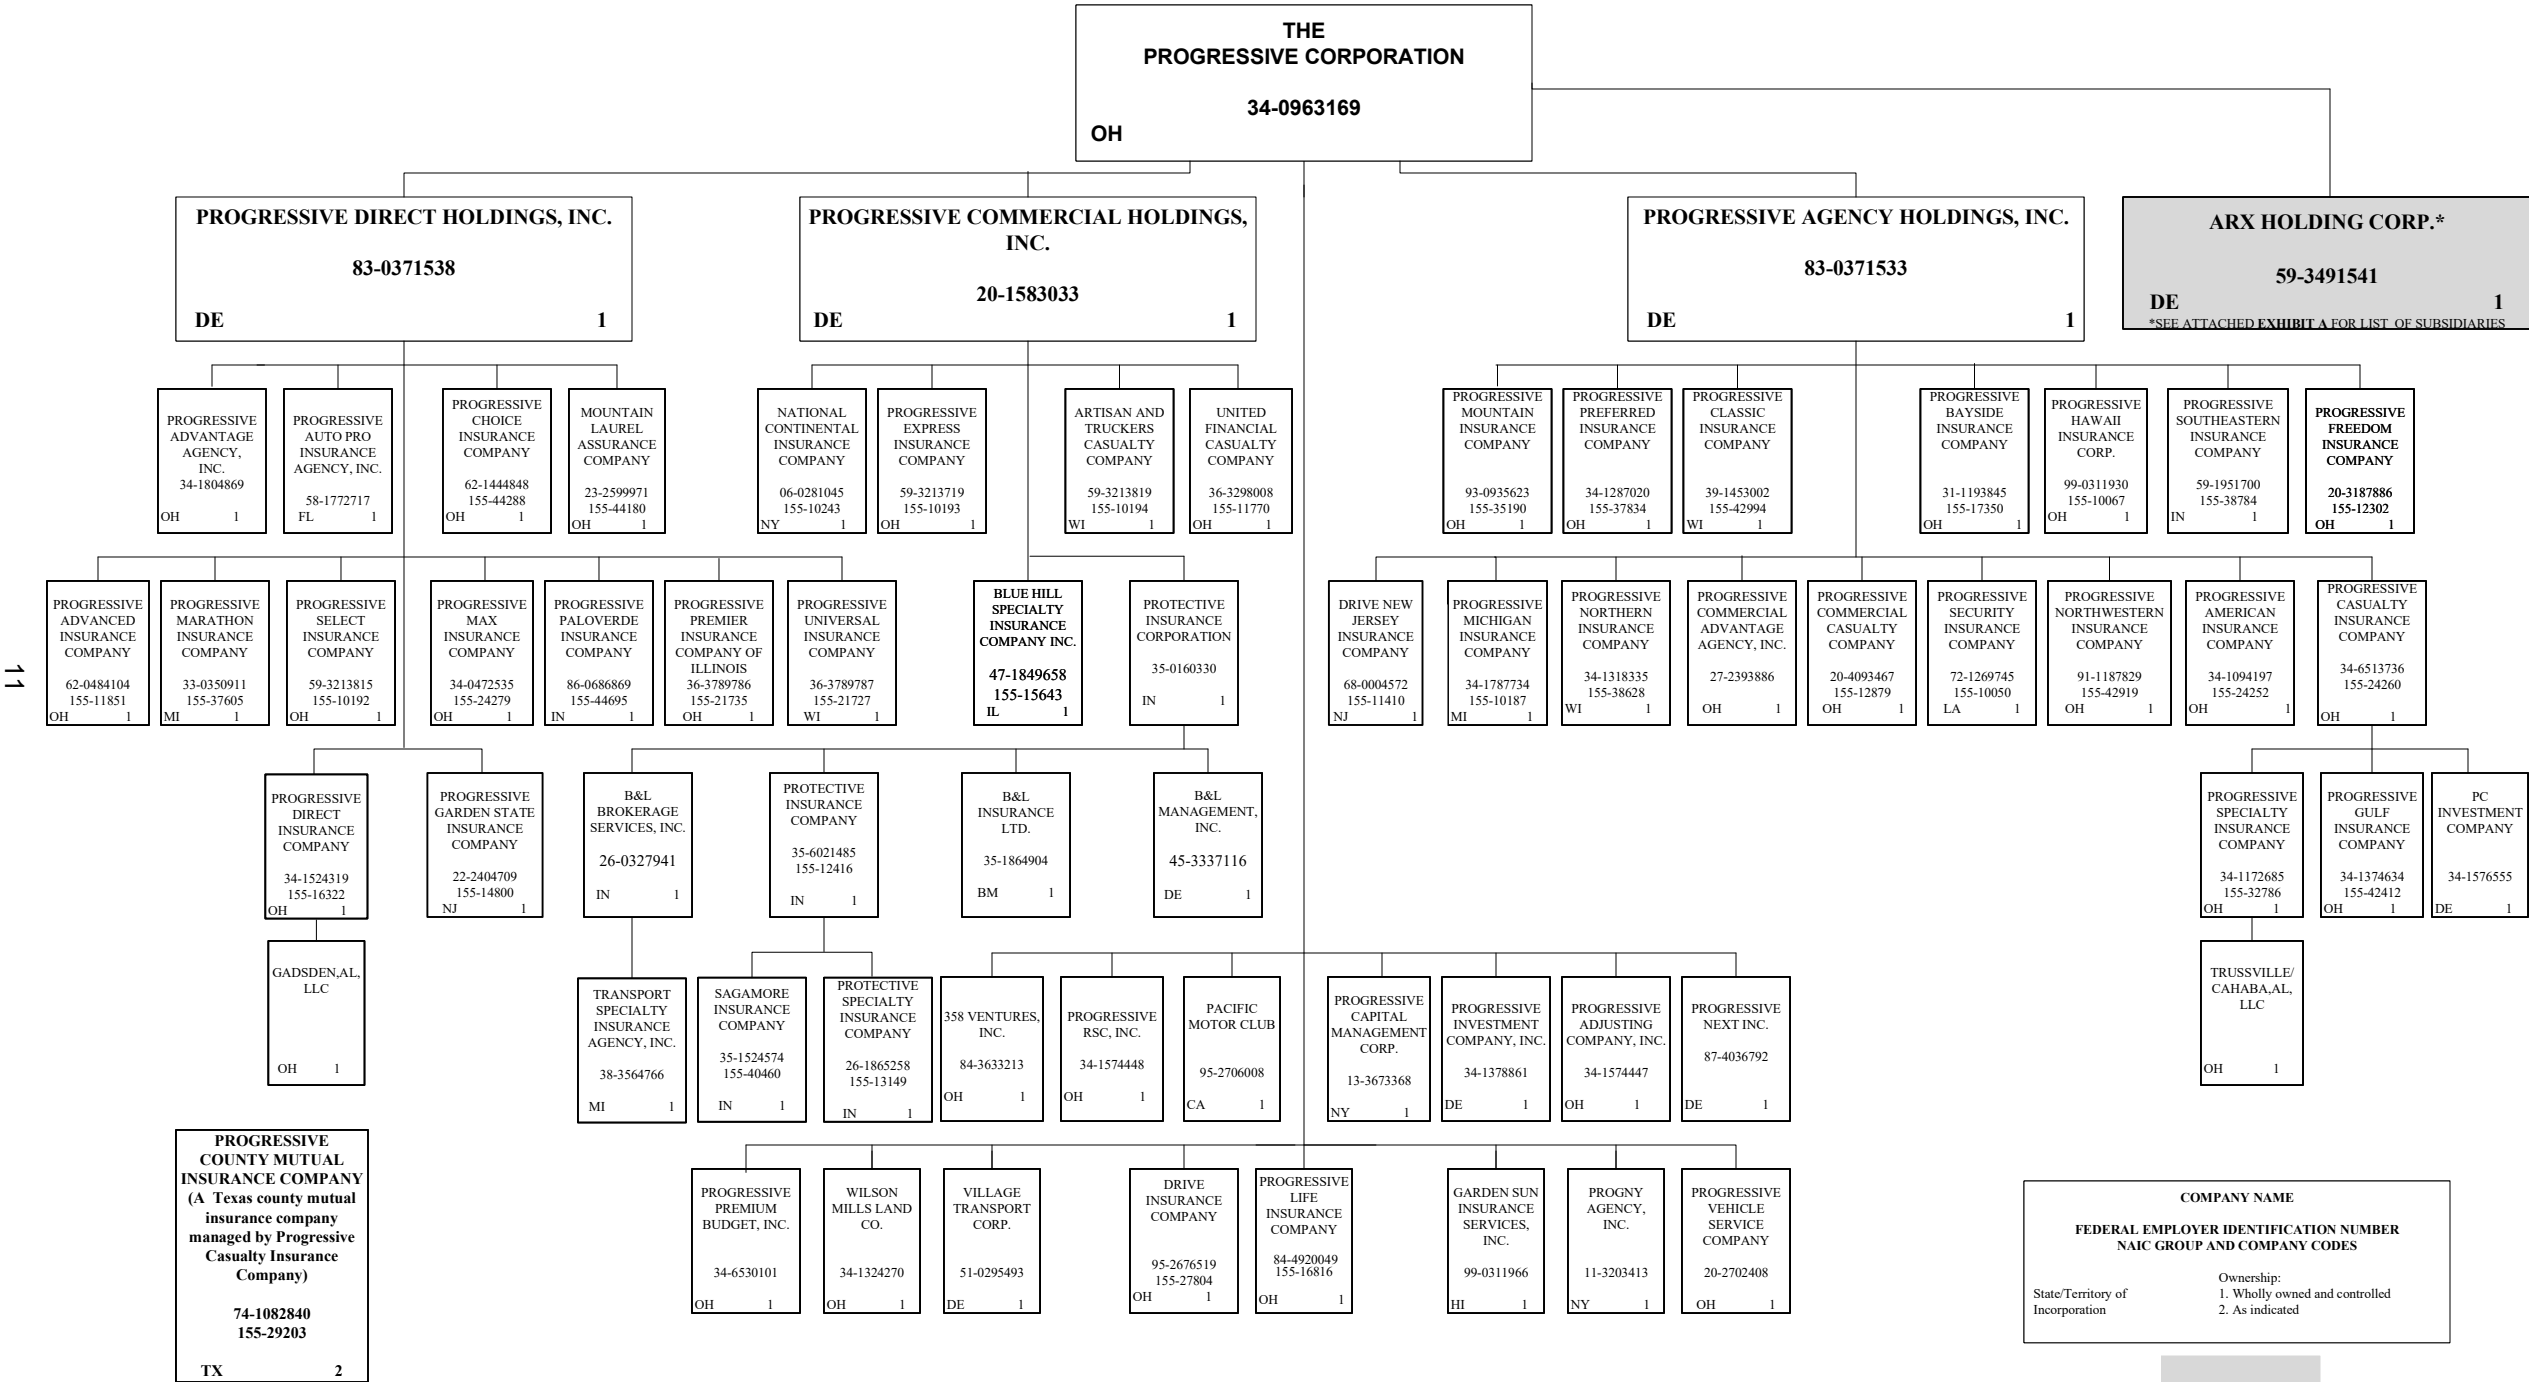 THE
PROGRESSIVE CORPORATION
34-0963169
OH
PROGRESSIVE DIRECT HOLDINGS, INC.
83-0371538
DE 1
PROGRESSIVE COMMERCIAL HOLDINGS,
INC.
20-1583033
DE 1
PROGRESSIVE AGENCY HOLDINGS, INC.
83-0371533
DE 1
ARX HOLDING CORP.*
59-3491541
DE 1
*SEE ATTACHED EXHIBIT A FOR LIST OF SUBSIDIARIES
PROGRESSIVE
ADVANTAGE
AGENCY,
INC.
34-1804869
OH 1
PROGRESSIVE
AUTO PRO
INSURANCE
AGENCY, INC.
58-1772717
FL 1
PROGRESSIVE
CHOICE
INSURANCE
COMPANY
62-1444848
155-44288
OH 1
MOUNTAIN
LAUREL
ASSURANCE
COMPANY
23-2599971
155-44180
OH 1
NATIONAL
CONTINENTAL
INSURANCE
COMPANY
06-0281045
155-10243
NY 1
PROGRESSIVE
EXPRESS
INSURANCE
COMPANY
59-3213719
155-10193
OH 1
ARTISAN AND
TRUCKERS
CASUALTY
COMPANY
59-3213819
155-10194
WI 1
UNITED
FINANCIAL
CASUALTY
COMPANY
36-3298008
155-11770
OH 1
PROGRESSIVE
MOUNTAIN
INSURANCE
COMPANY
93-0935623
155-35190
OH 1
PROGRESSIVE
PREFERRED
INSURANCE
COMPANY
34-1287020
155-37834
OH 1
PROGRESSIVE
CLASSIC
INSURANCE
COMPANY
39-1453002
155-42994
WI 1
PROGRESSIVE
BAYSIDE
INSURANCE
COMPANY
31-1193845
155-17350
OH 1
PROGRESSIVE
HAWAII
INSURANCE
CORP.
99-0311930
155-10067
OH 1
PROGRESSIVE
SOUTHEASTERN
INSURANCE
COMPANY
59-1951700
155-38784
IN 1
PROGRESSIVE
FREEDOM
INSURANCE
COMPANY
20-3187886
155-12302
OH 1
PROGRESSIVE
ADVANCED
INSURANCE
COMPANY
62-0484104
155-11851
OH 1
PROGRESSIVE
MARATHON
INSURANCE
COMPANY
33-0350911
155-37605
MI 1
PROGRESSIVE
SELECT
INSURANCE
COMPANY
59-3213815
155-10192
OH 1
PROGRESSIVE
MAX
INSURANCE
COMPANY
34-0472535
155-24279
OH 1
PROGRESSIVE
PALOVERDE
INSURANCE
COMPANY
86-0686869
155-44695
IN 1
PROGRESSIVE
PREMIER
INSURANCE
COMPANY OF
ILLINOIS
36-3789786
155-21735
OH 1
PROGRESSIVE
UNIVERSAL
INSURANCE
COMPANY
36-3789787
155-21727
WI 1
BLUE HILL
SPECIALTY
INSURANCE
COMPANY INC.
47-1849658
155-15643
IL 1
PROTECTIVE
INSURANCE
CORPORATION
35-0160330
IN 1
DRIVE NEW
JERSEY
INSURANCE
COMPANY
68-0004572
155-11410
NJ 1
PROGRESSIVE
MICHIGAN
INSURANCE
COMPANY
34-1787734
155-10187
MI 1
PROGRESSIVE
NORTHERN
INSURANCE
COMPANY
34-1318335
155-38628
WI 1
PROGRESSIVE
COMMERCIAL
ADVANTAGE
AGENCY, INC.
27-2393886
OH 1
PROGRESSIVE
COMMERCIAL
CASUALTY
COMPANY
20-4093467
155-12879
OH 1
PROGRESSIVE
SECURITY
INSURANCE
COMPANY
72-1269745
155-10050
LA 1
PROGRESSIVE
NORTHWESTERN
INSURANCE
COMPANY
91-1187829
155-42919
OH 1
PROGRESSIVE
AMERICAN
INSURANCE
COMPANY
34-1094197
155-24252
OH 1
PROGRESSIVE
CASUALTY
INSURANCE
COMPANY
34-6513736
155-24260
OH 1
11
PROGRESSIVE
DIRECT
INSURANCE
COMPANY
34-1524319
155-16322
OH 1
PROGRESSIVE
GARDEN STATE
INSURANCE
COMPANY
22-2404709
155-14800
NJ 1
B&L
BROKERAGE
SERVICES, INC.
26-0327941
IN 1
PROTECTIVE
INSURANCE
COMPANY
35-6021485
155-12416
IN 1
B&L
INSURANCE
LTD.
35-1864904
BM 1
B&L
MANAGEMENT,
INC.
45-3337116
DE 1
PROGRESSIVE
SPECIALTY
INSURANCE
COMPANY
34-1172685
155-32786
OH 1
PROGRESSIVE
GULF
INSURANCE
COMPANY
34-1374634
155-42412
OH 1
PC
INVESTMENT
COMPANY
34-1576555
DE 1
GADSDEN,AL,
LLC
OH 1
TRANSPORT
SPECIALTY
INSURANCE
AGENCY, INC.
38-3564766
MI 1
SAGAMORE
INSURANCE
COMPANY
35-1524574
155-40460
IN 1
PROTECTIVE
SPECIALTY
INSURANCE
COMPANY
26-1865258
155-13149
IN 1
358 VENTURES,
INC.
84-3633213
OH 1
PROGRESSIVE
RSC, INC.
34-1574448
OH 1
PACIFIC
MOTOR CLUB
95-2706008
CA 1
PROGRESSIVE
CAPITAL
MANAGEMENT
CORP.
13-3673368
NY 1
PROGRESSIVE
INVESTMENT
COMPANY, INC.
34-1378861
DE 1
PROGRESSIVE
ADJUSTING
COMPANY, INC.
34-1574447
OH 1
PROGRESSIVE
NEXT INC.
87-4036792
DE 1
TRUSSVILLE/
CAHABA,AL,
LLC
OH 1
PROGRESSIVE
COUNTY MUTUAL
INSURANCE COMPANY
(A Texas county mutual
insurance company
managed by Progressive
Casualty Insurance
Company)
74-1082840
155-29203
TX 2
PROGRESSIVE
PREMIUM
BUDGET, INC.
34-6530101
OH 1
WILSON
MILLS LAND
CO.
34-1324270
OH 1
VILLAGE
TRANSPORT
CORP.
51-0295493
DE 1
DRIVE
INSURANCE
COMPANY
95-2676519
155-27804
OH 1
PROGRESSIVE
LIFE
INSURANCE
COMPANY
84-4920049
155-16816
OH 1
GARDEN SUN
INSURANCE
SERVICES,
INC.
99-0311966
HI 1
PROGNY
AGENCY,
INC.
11-3203413
NY 1
PROGRESSIVE
VEHICLE
SERVICE
COMPANY
20-2702408
OH 1
COMPANY NAME
FEDERAL EMPLOYER IDENTIFICATION NUMBER
NAIC GROUP AND COMPANY CODES
Ownership:
State/Territory of 1. Wholly owned and controlled
Incorporation 2. As indicated